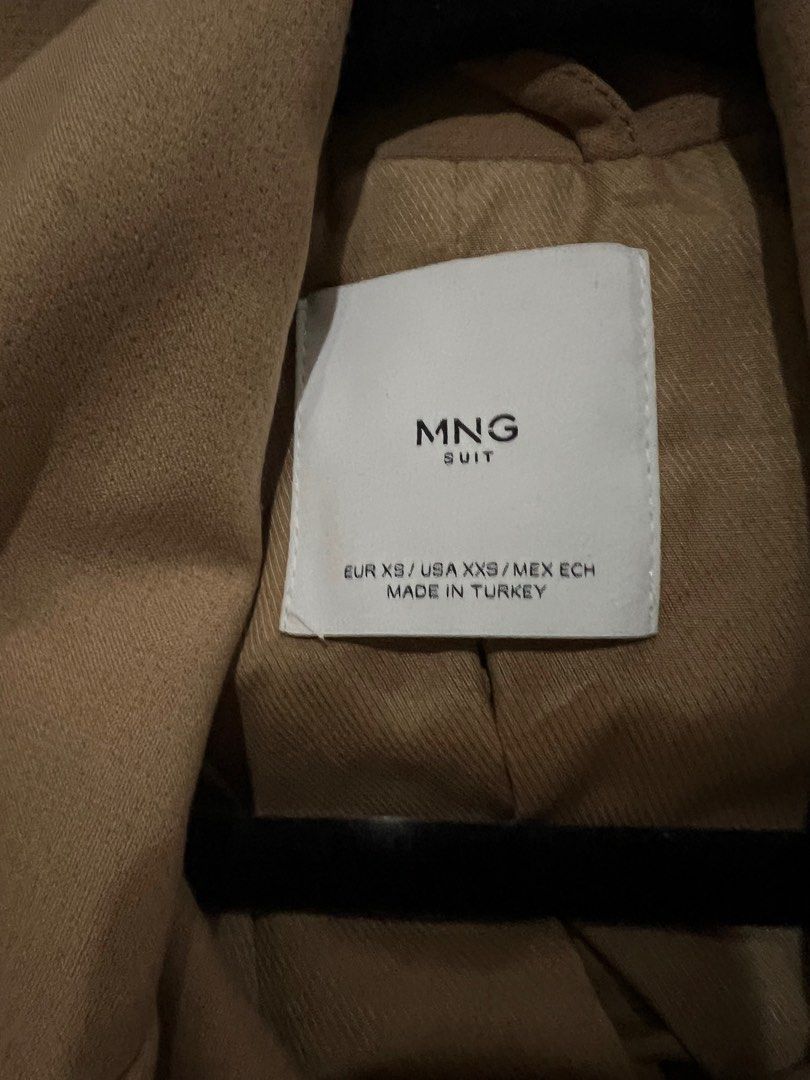 MNG
SUIT
EUR XS / USA XXS / MEX ECH
MADE IN TURKEY